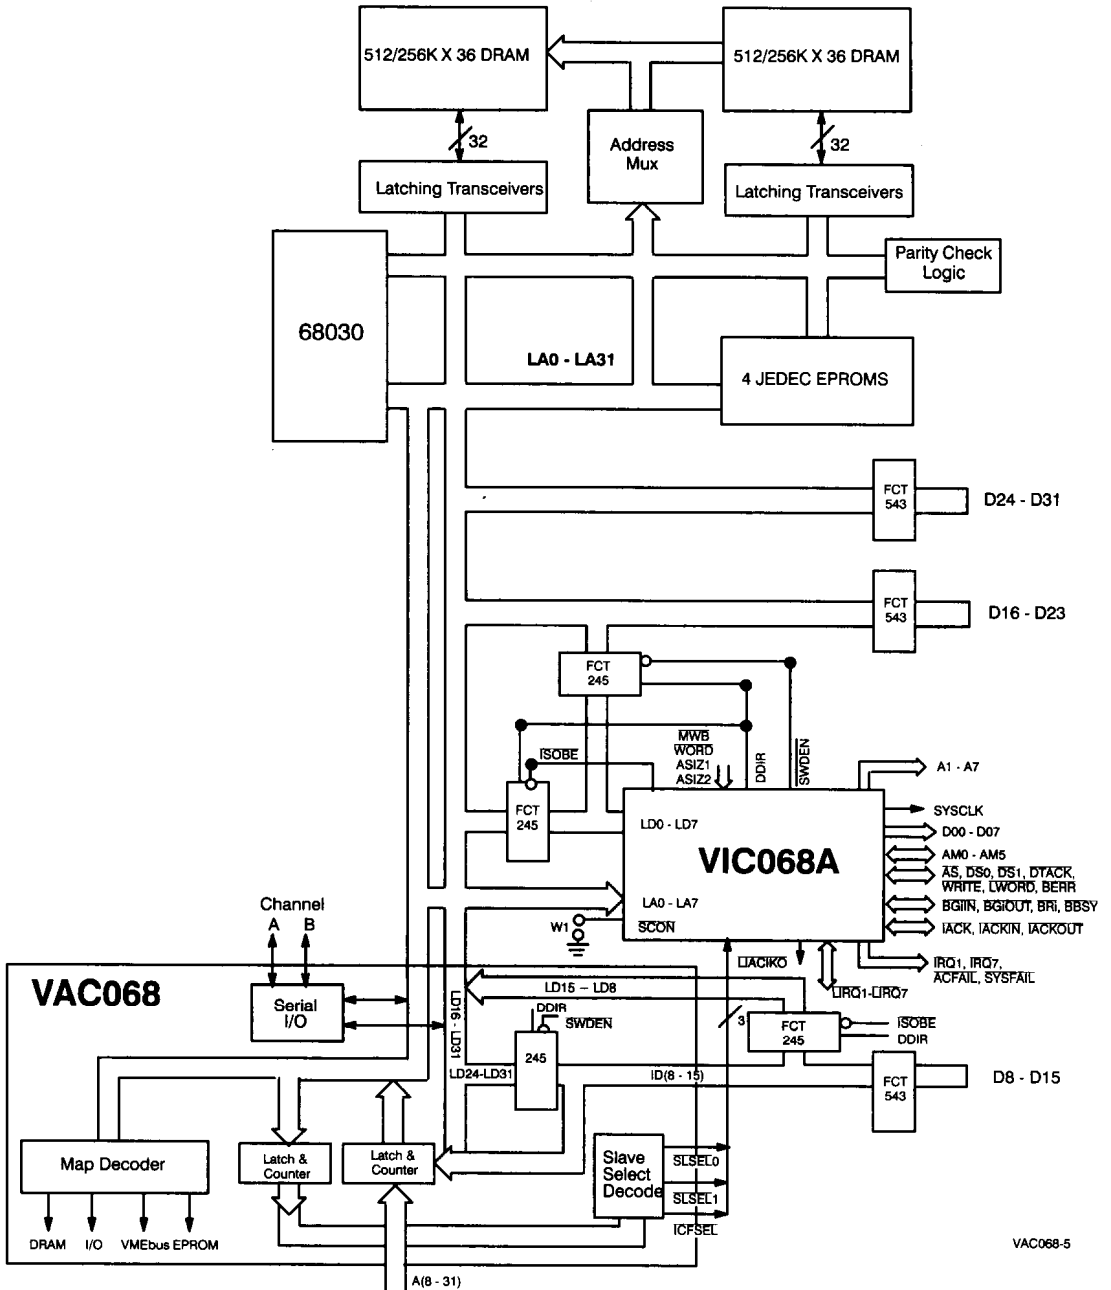 512/256K X 36 DRAM
512/256K X 36 DRAM
32
Address
Mux
32
Latching Transceivers
Latching Transceivers
Parity Check
Logic
68030
LA0 - LA31
4 JEDEC EPROMS
FCT
543
D24 - D31
FCT
543
D16 - D23
FCT
245
MWB
WORD
ASIZ1
ASIZ2
DDIR
SWDEN
ISOBE
A1 - A7
FCT
245
LD0 - LD7
SYSCLK
D00 - D07
VIC068A
AM0 - AM5
AS, DS0, DS1, DTACK,
WRITE, LWORD, BERR
LA0 - LA7
BGiIN, BGiOUT, BRi, BBSY
Channel
A B
W1
SCON
IACK, IACKIN, IACKOUT
LIACIKO
IRQ1, IRQ7,
ACFAIL, SYSFAIL
VAC068
LD15 – LD8
LIRQ1-LIRQ7
Serial
I/O
LD16 - LD31
DDIR
SWDEN
3
FCT
245
ISOBE
DDIR
245
LD24-LD31
ID(8 - 15)
FCT
543
D8 - D15
Map Decoder
Latch &
Counter
Latch &
Counter
Slave
Select
Decode
SLSEL0
SLSEL1
ICFSEL
DRAM I/O VMEbus EPROM
VAC068-5
A(8 - 31)